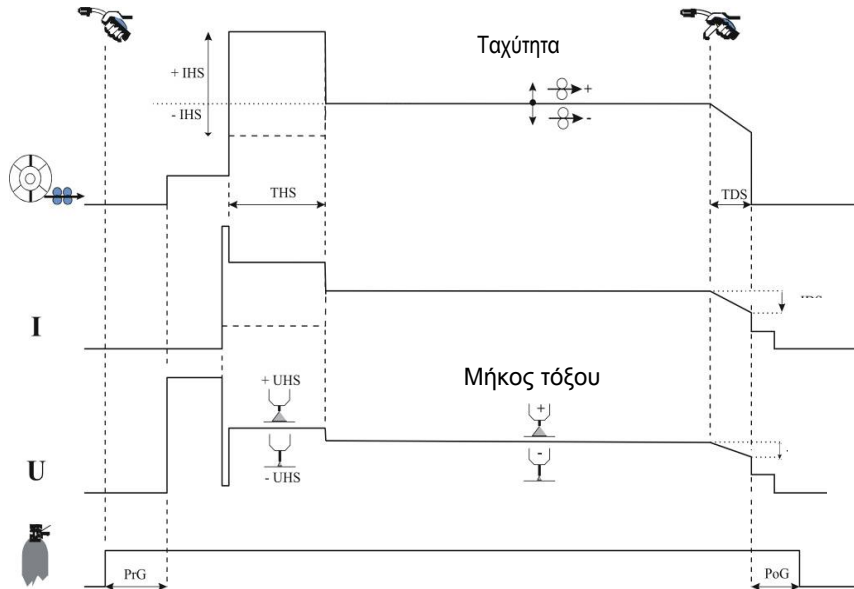 Ταχύτητα
+ IHS
- IHS
+
-
THS
TDS
I
+ UHS
Μήκος τόξου
+
-
U
- UHS
PrG
PoG